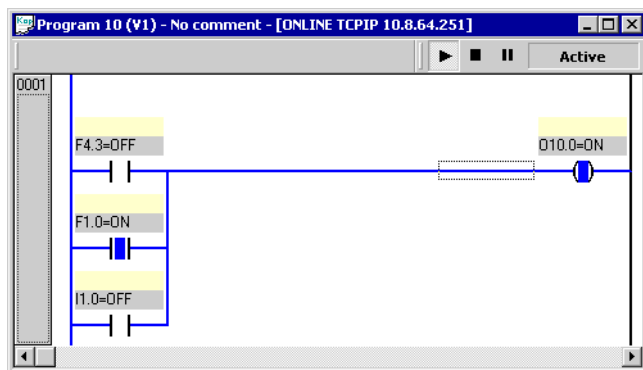 Kop Program 10 (V1) - No comment - [ONLINE TCPIP 10.8.64.251]
Active
0001
F4.3=OFF
O10.0=ON
F1.0=ON
I1.0=OFF